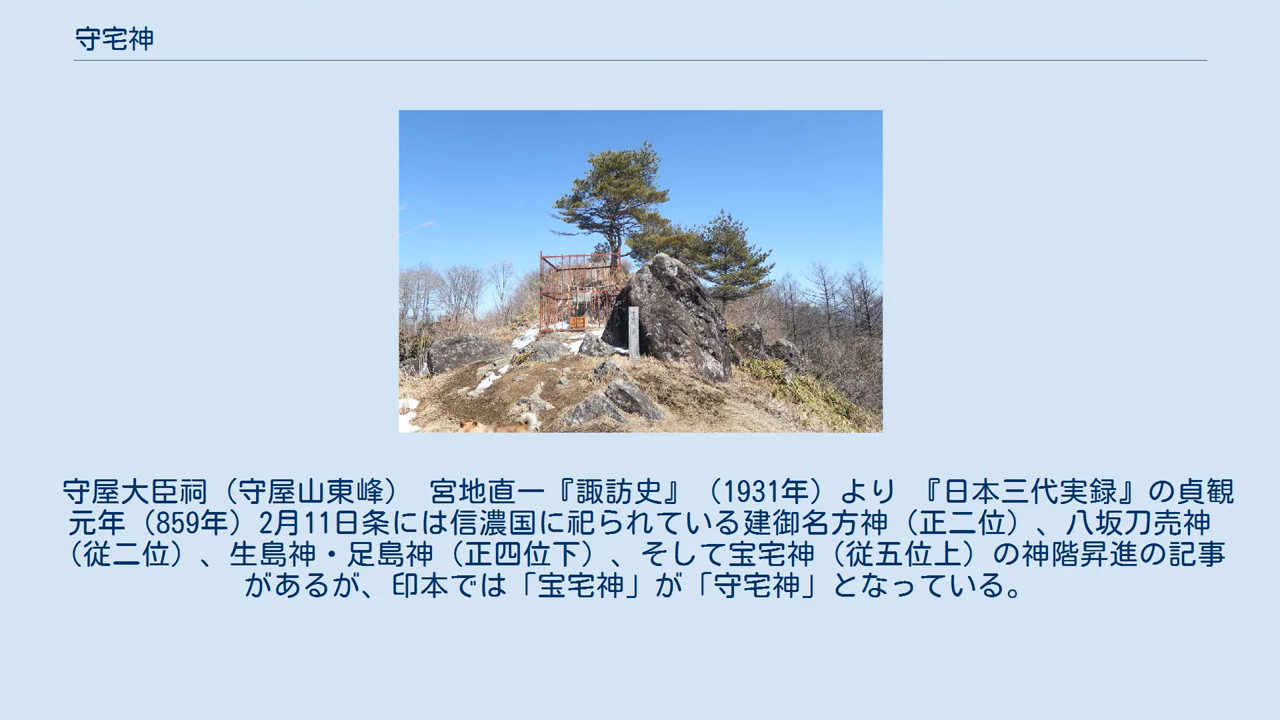 守宅神
守屋大臣祠（守屋山東峰）　宮地直一『諏訪史』（1931年）より　『日本三代実録』の貞観
元年（859年）2月11日条には信濃国に祀られている建御名方神（正二位）、八坂刀売神
（従二位）、生島神・足島神（正四位下）、そして宝宅神（従五位上）の神階昇進の記事
があるが、印本では「宝宅神」が「守宅神」となっている。